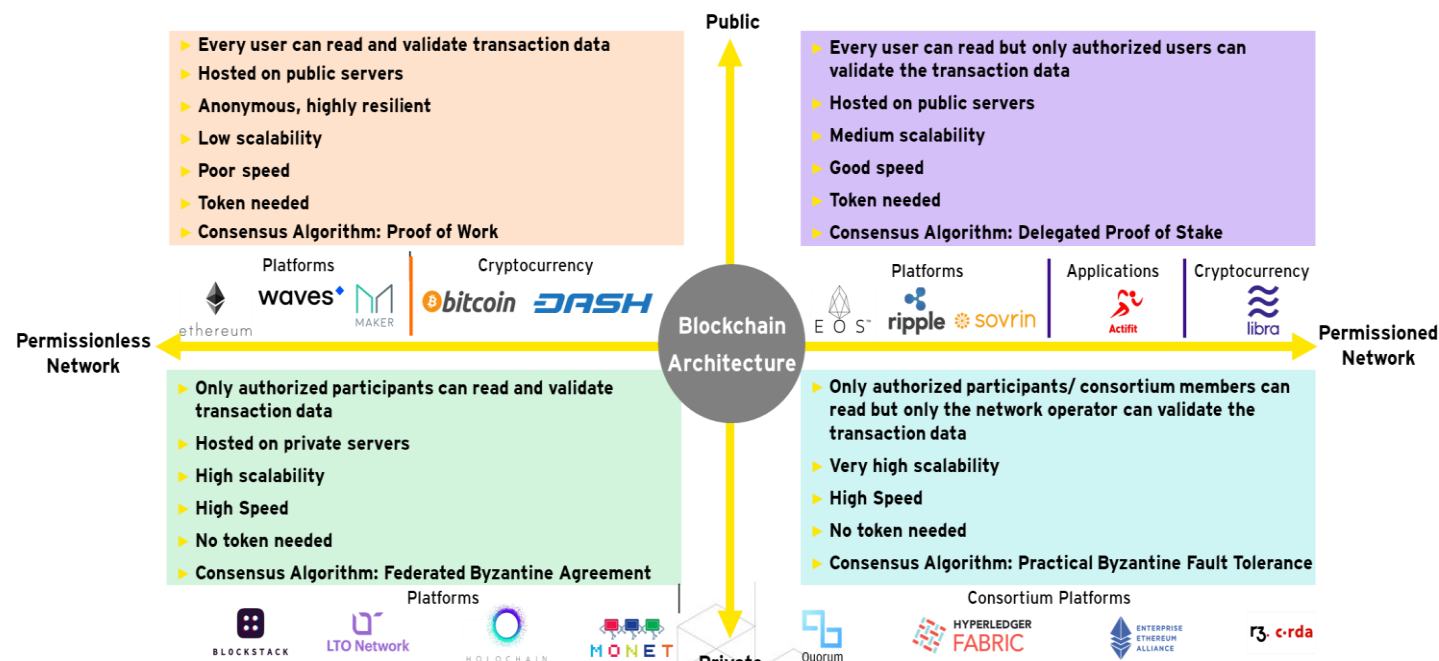 Public
Every user can read and validate transaction data
Hosted on public servers
Anonymous, highly resilient
Low scalability
Poor speed
Token needed
Consensus Algorithm: Proof of Work
Every user can read but only authorized users can
validate the transaction data
Hosted on public servers
Medium scalability
Good speed
Token needed
Consensus Algorithm: Delegated Proof of Stake
Platforms
Cryptocurrency
ethereum
waves
MAKER
bitcoin
DASH
Platforms
Applications
Cryptocurrency
EOS™
ripple
sovrin
Actifit
libra
Permissionless
Network
Blockchain
Architecture
Permissioned
Network
Only authorized participants can read and validate
transaction data
Hosted on private servers
High scalability
High Speed
No token needed
Consensus Algorithm: Federated Byzantine Agreement
Only authorized participants/ consortium members can
read but only the network operator can validate the
transaction data
Very high scalability
High Speed
No token needed
Consensus Algorithm: Practical Byzantine Fault Tolerance
Platforms
BLOCKSTACK
LTO Network
HOLOCHAIN
MONET
Private
Consortium Platforms
Quorum
HYPERLEDGER
FABRIC
ENTERPRISE
ETHEREUM
ALLIANCE
r3. c·rda